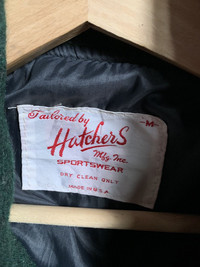 Tailored by
-M-
Hatchers
Mfg. Inc.
SPORTSWEAR
DRY CLEAN ONLY
MADE IN U.S.A.